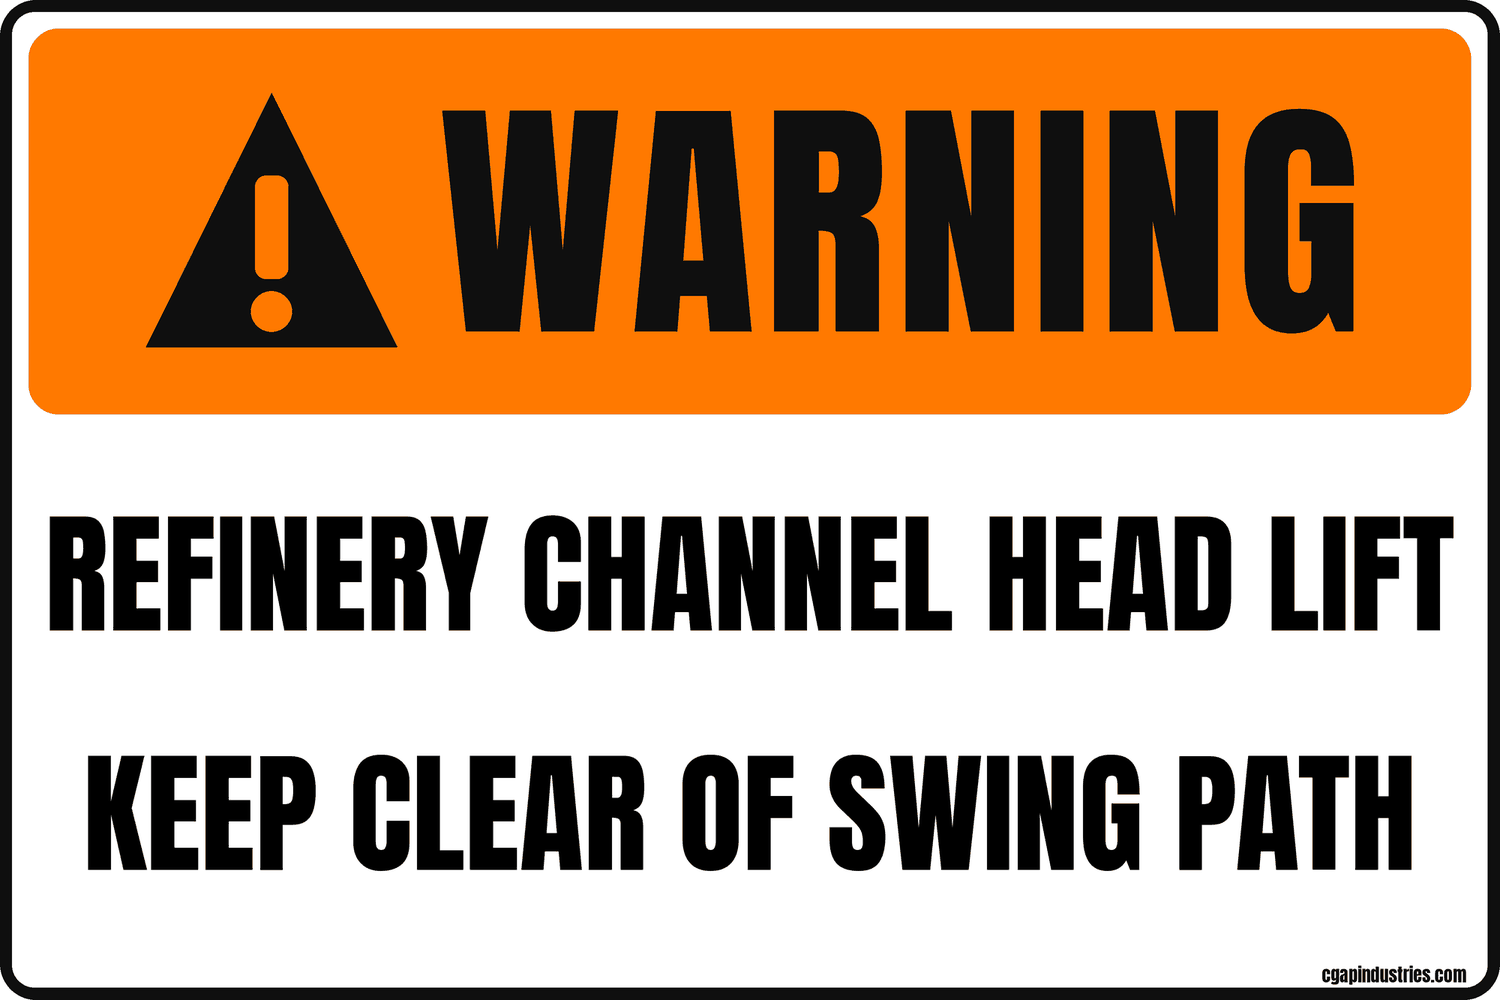 WARNING
REFINERY CHANNEL HEAD LIFT
KEEP CLEAR OF SWING PATH
cgapindustries.com